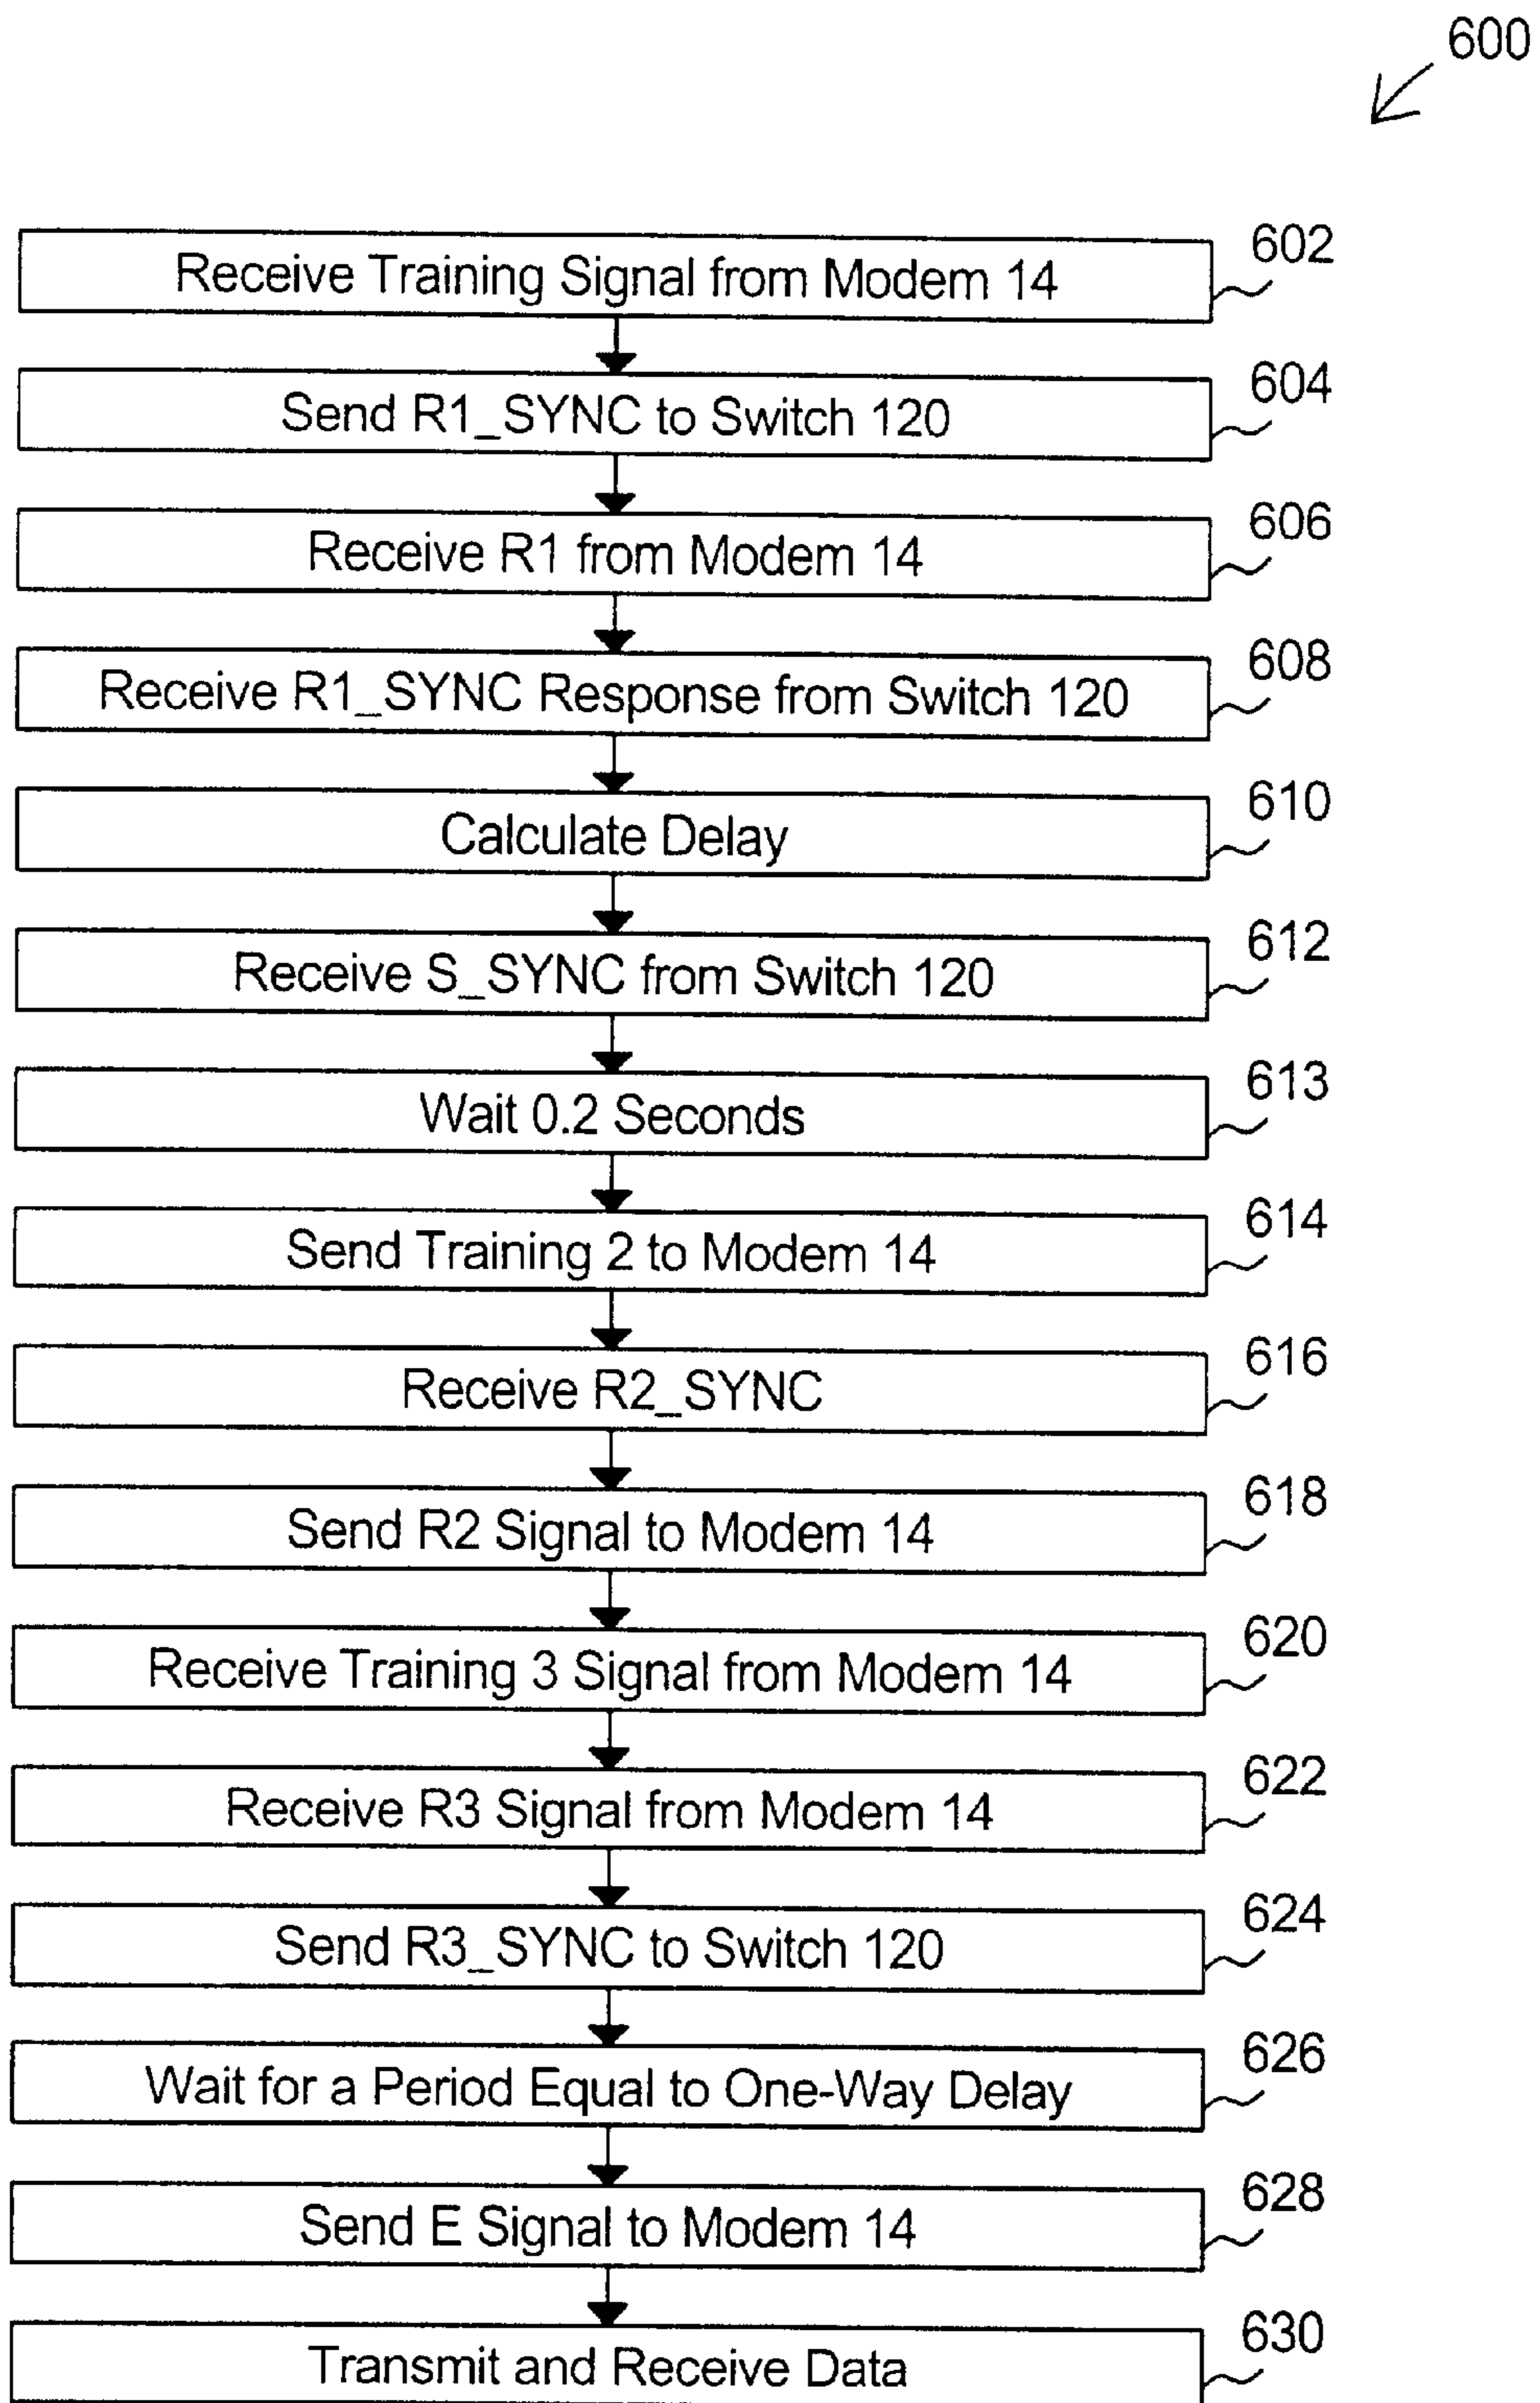 600
Receive Training Signal from Modem 14
602
Send R1_SYNC to Switch 120
604
Receive R1 from Modem 14
606
Receive R1_SYNC Response from Switch 120
608
Calculate Delay
610
Receive S_SYNC from Switch 120
612
Wait 0.2 Seconds
613
Send Training 2 to Modem 14
614
Receive R2_SYNC
616
Send R2 Signal to Modem 14
618
Receive Training 3 Signal from Modem 14
620
Receive R3 Signal from Modem 14
622
Send R3_SYNC to Switch 120
624
Wait for a Period Equal to One-Way Delay
626
Send E Signal to Modem 14
628
Transmit and Receive Data
630